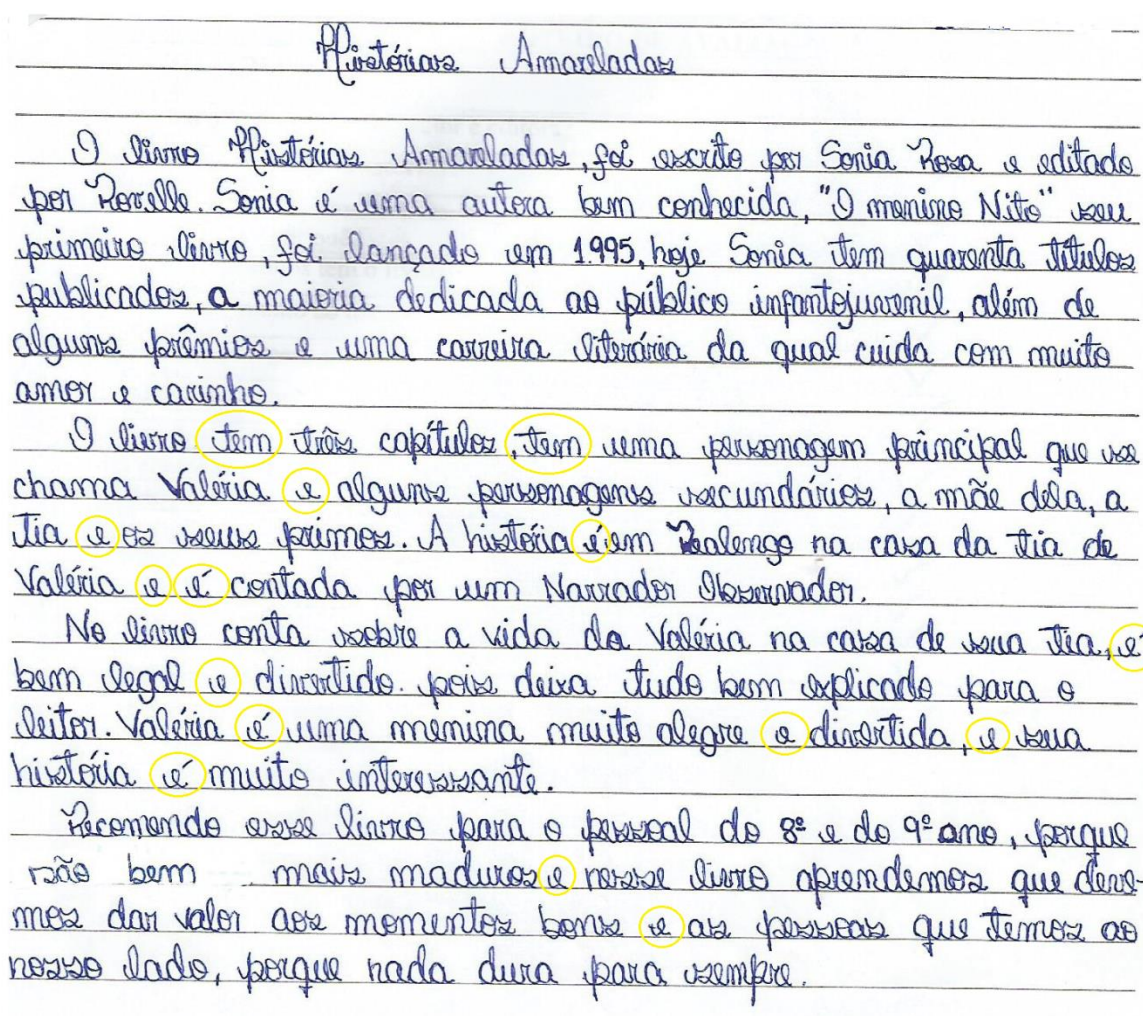 Histórias Amareladas
O livro Histórias Amareladas, foi escrito por Sonia Rosa e editado
por Rovelle. Sonia é uma autora bem conhecida, "O menino Nito" seu
primeiro livro, foi lançado em 1.995, hoje Sonia tem quarenta títulos
publicados, a maioria dedicada ao público infantojuvenil, além de
alguns prêmios e uma carreira literária da qual cuida com muito
amor e carinho.
O livro tem três capítulos, tem uma personagem principal que se
chama Valéria e alguns personagens secundários, a mãe dela, a
tia e os seus primos. A história é em Realengo na casa da tia de
Valéria e é contada por um Narrador Observador.
No livro conta sobre a vida da Valéria na casa de sua tia, e
bem legal e divertido. pois deixa tudo bem explicado para o
leitor. Valéria é uma menina muito alegre e divertida, e sua
história é muito interessante.
Recomendo esse livro para o pessoal do 8º e do 9º ano, porque
são bem mais maduros e nesse livro aprendemos que deve-
mos dar valor aos momentos bons e as pessoas que temos ao
nosso lado, porque nada dura para sempre.